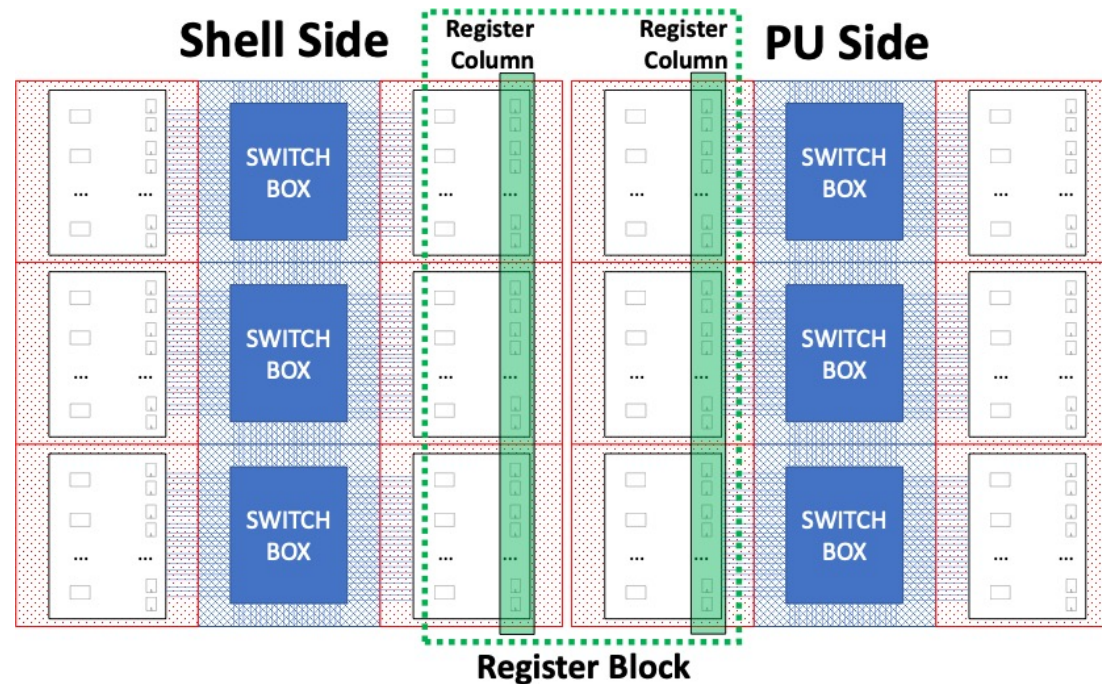 Shell Side
Register
Column
Register
Column
PU Side
SWITCH
BOX
SWITCH
BOX
... ... ... ... ... ... ... ...
SWITCH
BOX
SWITCH
BOX
... ... ... ... ... ... ... ...
SWITCH
BOX
SWITCH
BOX
... ... ... ... ... ... ... ...
Register Block